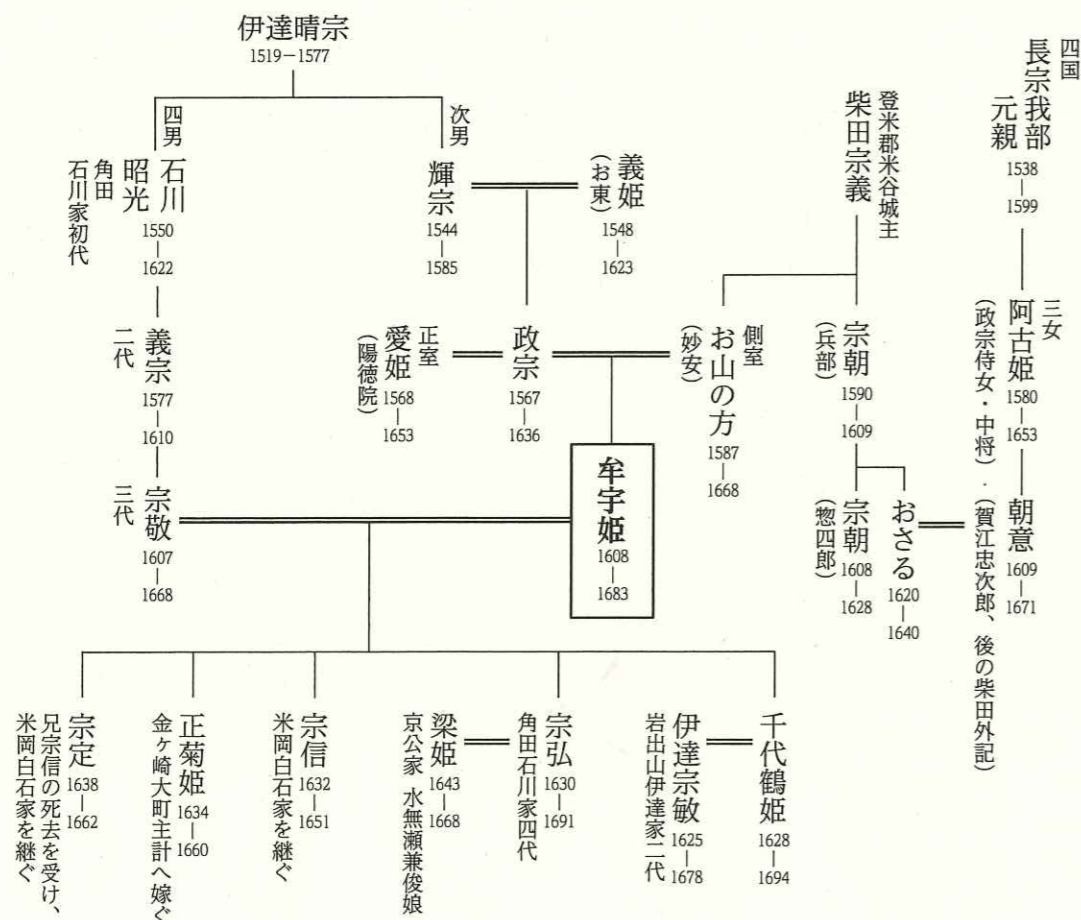 四国
長宗我部
元親
1538
1599
三女
阿古姫
1580
1653
(政宗侍女・中将)
朝意
1609
1671
(賀江忠次郎、後の柴田外記)
登米郡米谷城主
柴田宗義
宗朝
(兵部)
1590
1609
おさる
1620
1640
宗朝
(惣四郎)
1608
1628
側室
お山の方
(妙安)
1587
1668
義姫
(お東)
1548
1623
伊達晴宗
1519−1577
次男
輝宗
1544
1585
政宗
1567
1636
正室
愛姫
(陽徳院)
1568
1653
牟宇姫
1608
1683
四男
石川
昭光
1550
1622
角田
石川家初代
義宗
二代
1577
1610
宗敬
三代
1607
1668
千代鶴姫
1628
1694
伊達宗敏
1625
1678
岩出山伊達家二代
宗弘
1630
1691
角田石川家四代
梁姫
1643
1668
京公家 水無瀬兼俊娘
宗信
1632
1651
米岡白石家を継ぐ
正菊姫
1634
1660
金ヶ崎大町主計へ嫁ぐ
宗定
1638
1662
兄宗信の死去を受け、
米岡白石家を継ぐ